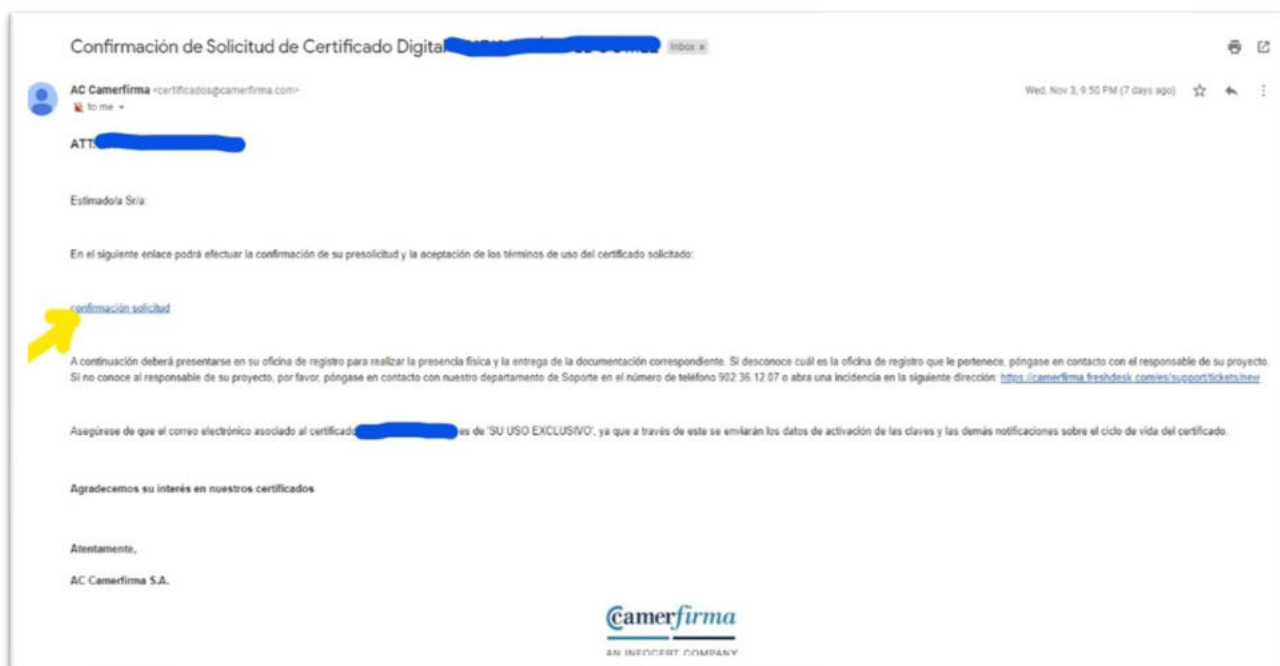 Confirmación de Solicitud de Certificado Digital
Inbox x
AC Camerfirma <certificados@camerfirma.com>
Wed, Nov 3, 9:50 PM (7 days ago)
to me
ATT:
Estimado/a Sr/a:
En el siguiente enlace podrá efectuar la confirmación de su presolicitud y la aceptación de los términos de uso del certificado solicitado:
confirmación solicitud
A continuación deberá presentarse en su oficina de registro para realizar la presencia física y la entrega de la documentación correspondiente. Si desconoce cuál es la oficina de registro que le pertenece, póngase en contacto con el responsable de su proyecto.
Si no conoce al responsable de su proyecto, por favor, póngase en contacto con nuestro departamento de Soporte en el número de teléfono 902.36.12.07 o abra una incidencia en la siguiente dirección: https://camerfirma.freshdesk.com/es/support/tickets/new
Asegúrese de que el correo electrónico asociado al certificado es de 'SU USO EXCLUSIVO', ya que a través de este se enviarán los datos de activación de las claves y las demás notificaciones sobre el ciclo de vida del certificado.
Agradecemos su interés en nuestros certificados
Atentamente,
AC Camerfirma S.A.
Camerfirma
AN INFOCERT COMPANY